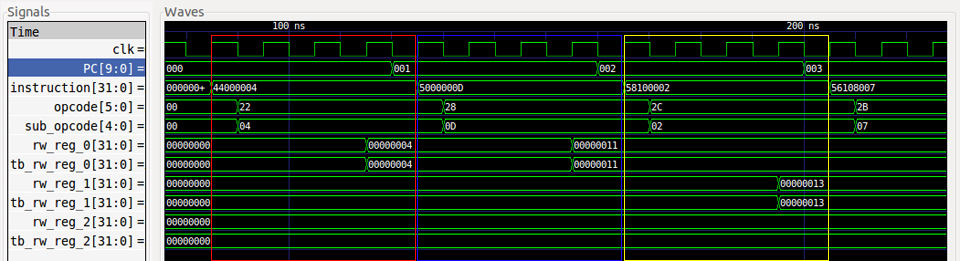 Signals Waves
Time 100 ns 200 ns
clk=
PC[9:0]= 000 001 002 003
instruction[31:0]= 000000+ 44000004 5000000D 58100002 56108007
opcode[5:0]= 00 22 28 2C 2B
sub_opcode[4:0]= 00 04 0D 02 07
rw_reg_0[31:0]= 00000000 00000004 00000011
tb_rw_reg_0[31:0]= 00000000 00000004 00000011
rw_reg_1[31:0]= 00000000 00000013
tb_rw_reg_1[31:0]= 00000000 00000013
rw_reg_2[31:0]= 00000000
tb_rw_reg_2[31:0]= 00000000